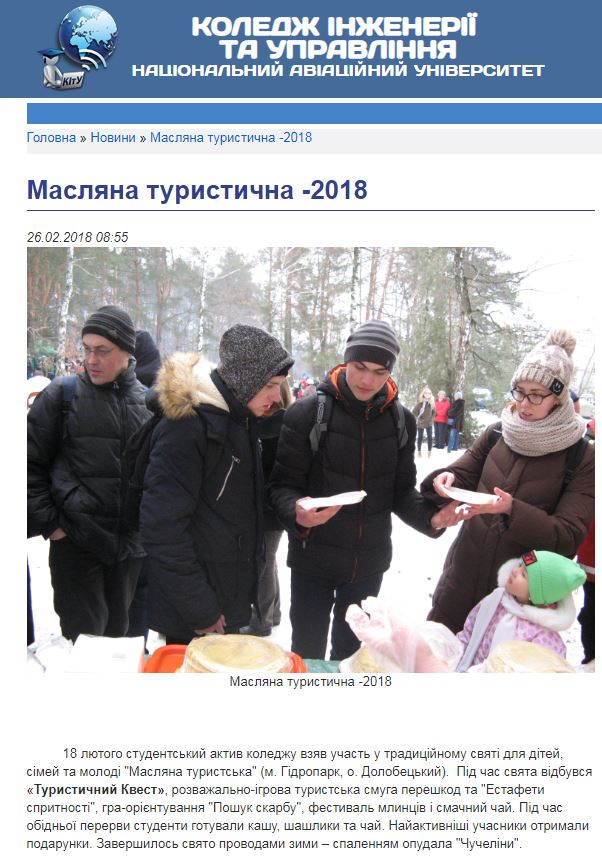 КОЛЕДЖ ІНЖЕНЕРІЇ
ТА УПРАВЛІННЯ
НАЦІОНАЛЬНИЙ АВІАЦІЙНИЙ УНІВЕРСИТЕТ
КІтУ
Головна » Новини » Масляна туристична -2018
Масляна туристична -2018
26.02.2018 08:55
Масляна туристична -2018
18 лютого студентський актив коледжу взяв участь у традиційному святі для дітей,
сімей та молоді "Масляна туристська" (м. Гідропарк, о. Долобецький). Під час свята відбувся
«Туристичний Квест», розважально-ігрова туристська смуга перешкод та "Естафети
спритності", гра-орієнтування "Пошук скарбу", фестиваль млинців і смачний чай. Під час
обідньої перерви студенти готували кашу, шашлики та чай. Найактивніші учасники отримали
подарунки. Завершилось свято проводами зими – спаленням опудала "Чучеліни".